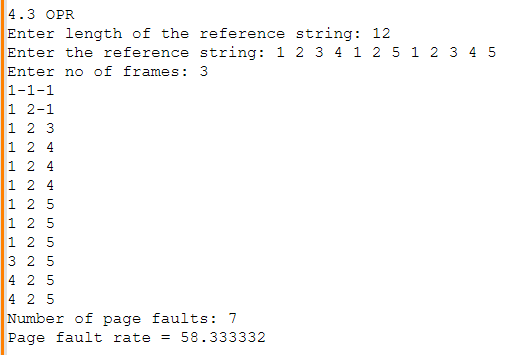 4.3 OPR
Enter length of the reference string: 12
Enter the reference string: 1 2 3 4 1 2 5 1 2 3 4 5
Enter no of frames: 3
1-1-1
1 2-1
1 2 3
1 2 4
1 2 4
1 2 4
1 2 5
1 2 5
1 2 5
3 2 5
4 2 5
4 2 5
Number of page faults: 7
Page fault rate = 58.333332